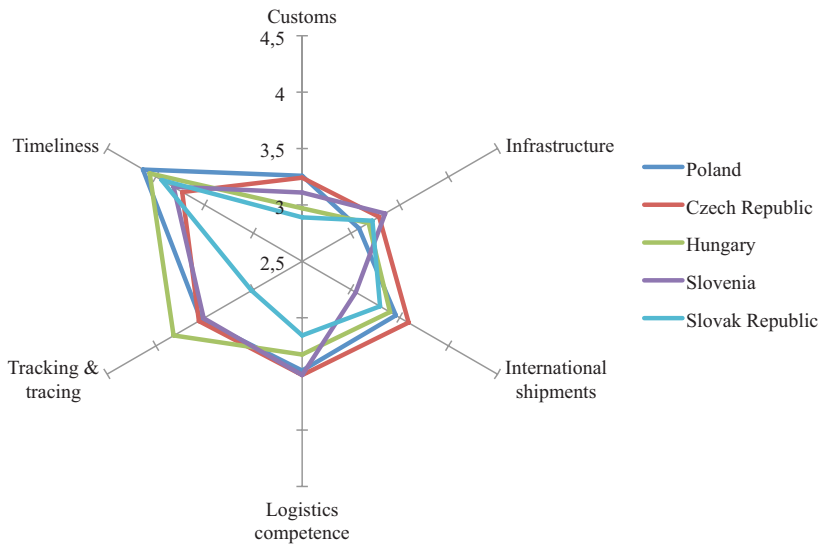 Customs
4,5
4
3,5
3
2,5
Timeliness
Infrastructure
Tracking &
tracing
International
shipments
Logistics
competence
Poland
Czech Republic
Hungary
Slovenia
Slovak Republic